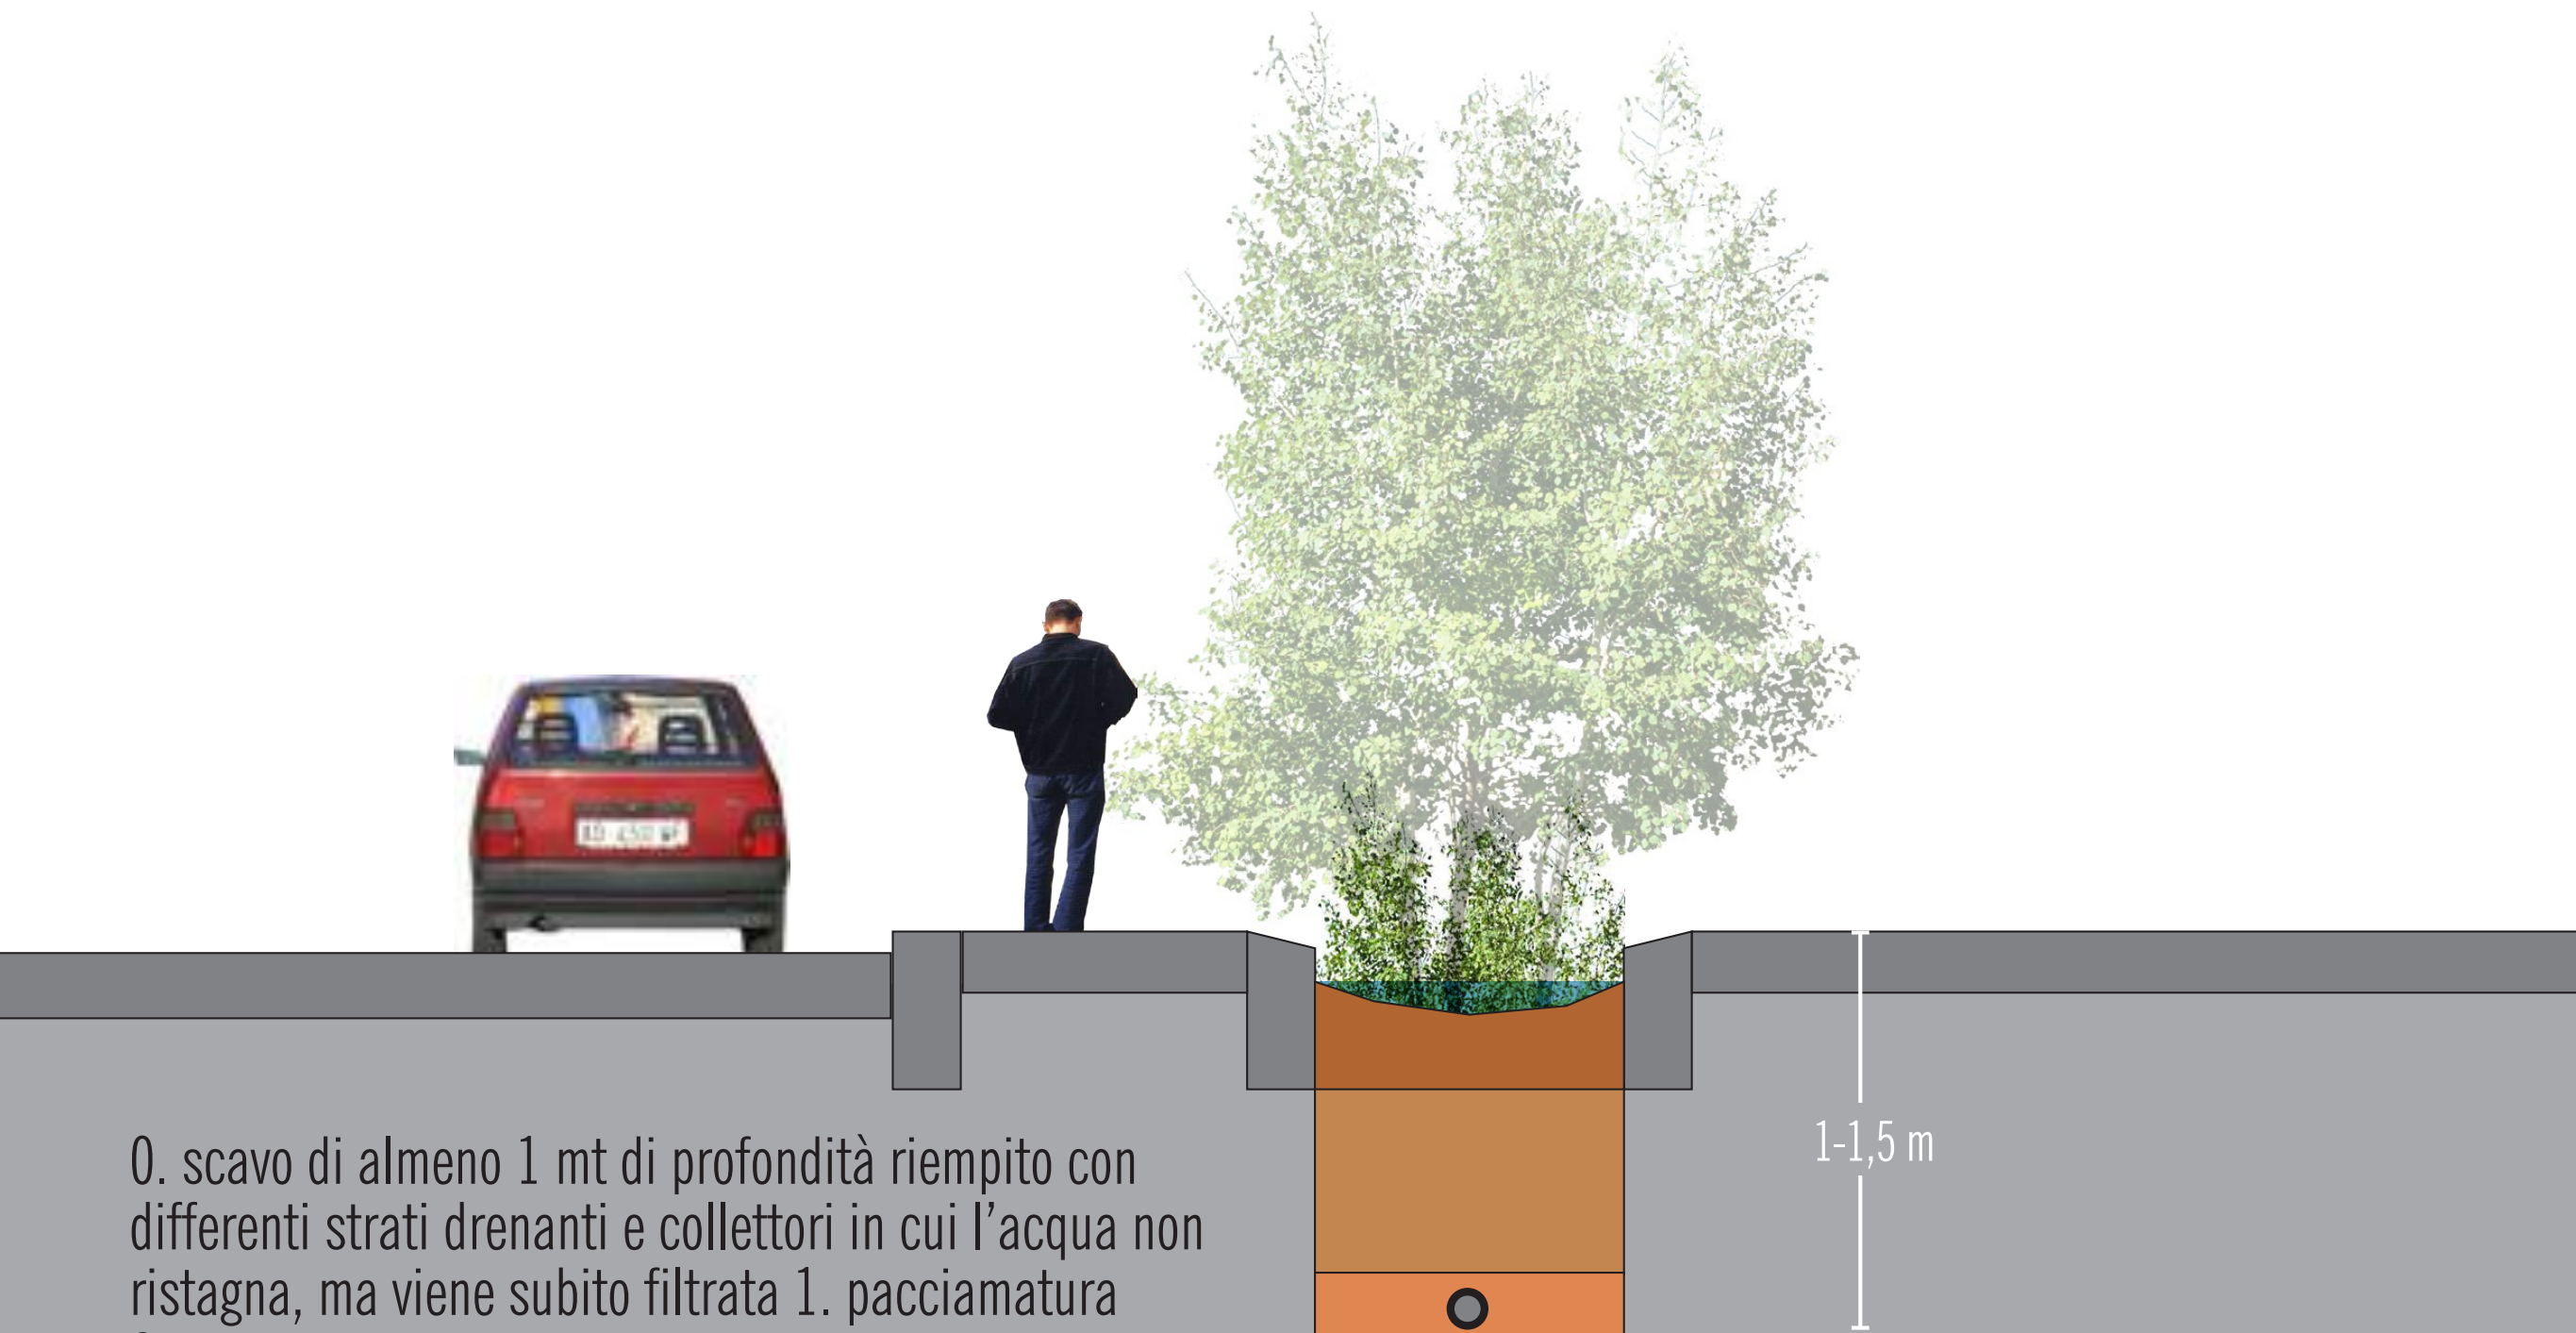 0. scavo di almeno 1 mt di profondità riempito con
differenti strati drenanti e collettori in cui l’acqua non
ristagna, ma viene subito filtrata 1. pacciamatura
1-1,5 m